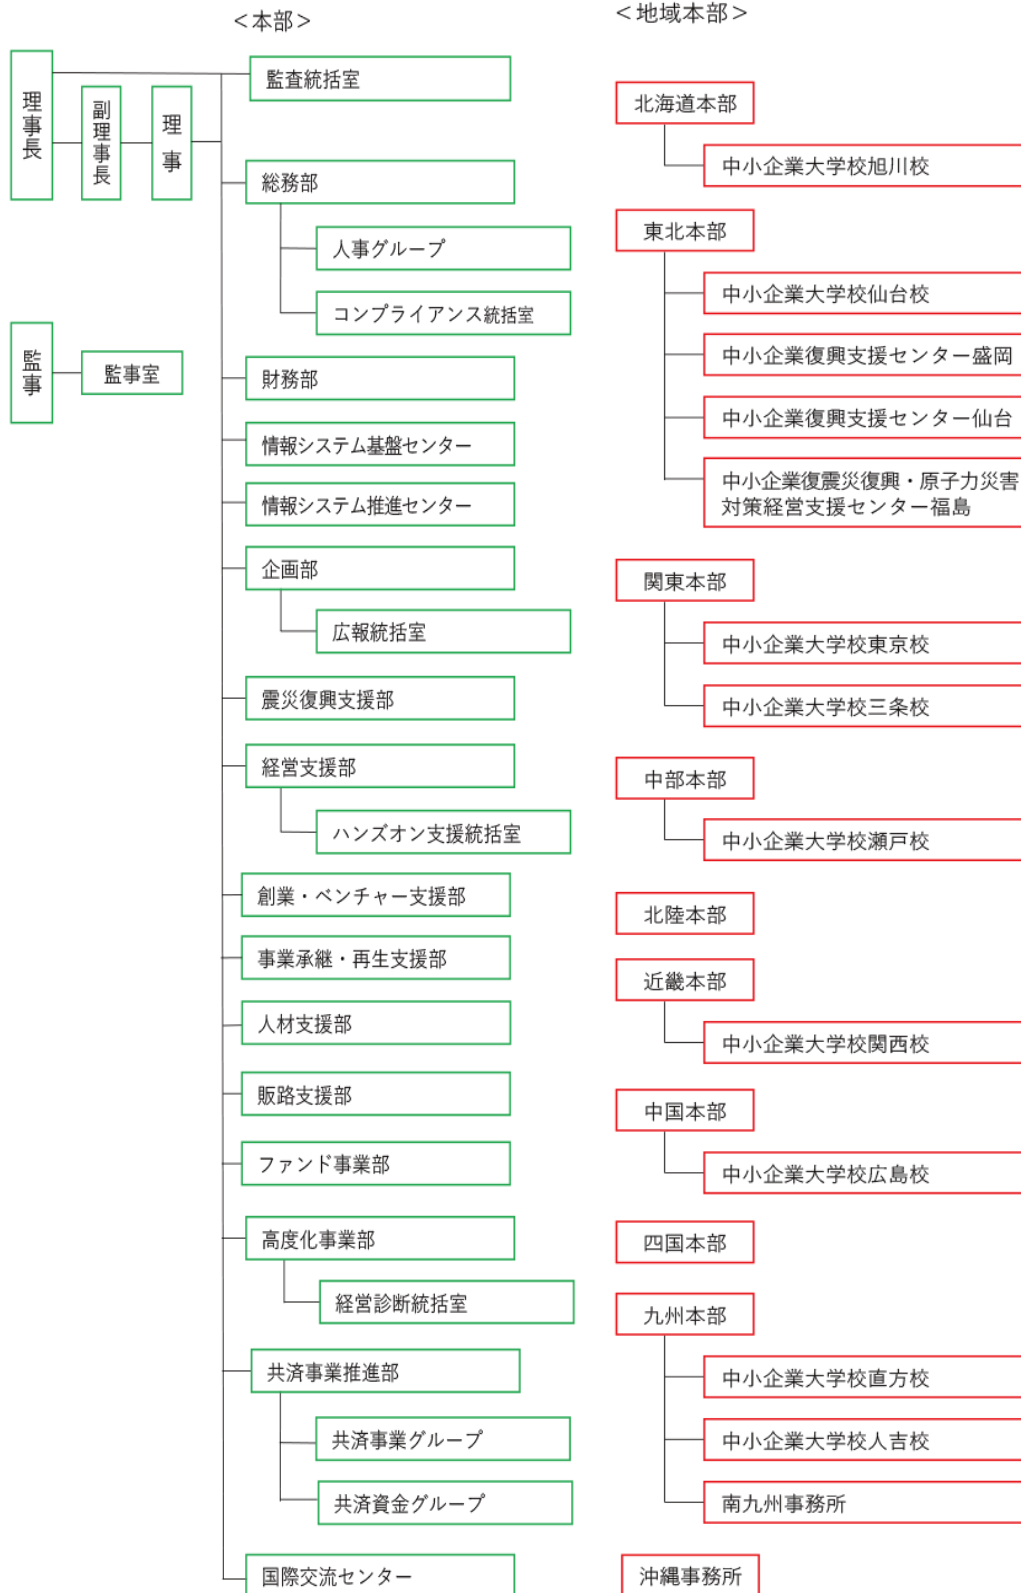 ＜本部＞
理事長
副理事長
理事
監事
監事室
監査統括室
総務部
人事グループ
コンプライアンス統括室
財務部
情報システム基盤センター
情報システム推進センター
企画部
広報統括室
震災復興支援部
経営支援部
ハンズオン支援統括室
創業・ベンチャー支援部
事業承継・再生支援部
人材支援部
販路支援部
ファンド事業部
高度化事業部
経営診断統括室
共済事業推進部
共済事業グループ
共済資金グループ
国際交流センター
＜地域本部＞
北海道本部
中小企業大学校旭川校
東北本部
中小企業大学校仙台校
中小企業復興支援センター盛岡
中小企業復興支援センター仙台
中小企業復震災復興・原子力災害
対策経営支援センター福島
関東本部
中小企業大学校東京校
中小企業大学校三条校
中部本部
中小企業大学校瀬戸校
北陸本部
近畿本部
中小企業大学校関西校
中国本部
中小企業大学校広島校
四国本部
九州本部
中小企業大学校直方校
中小企業大学校人吉校
南九州事務所
沖縄事務所